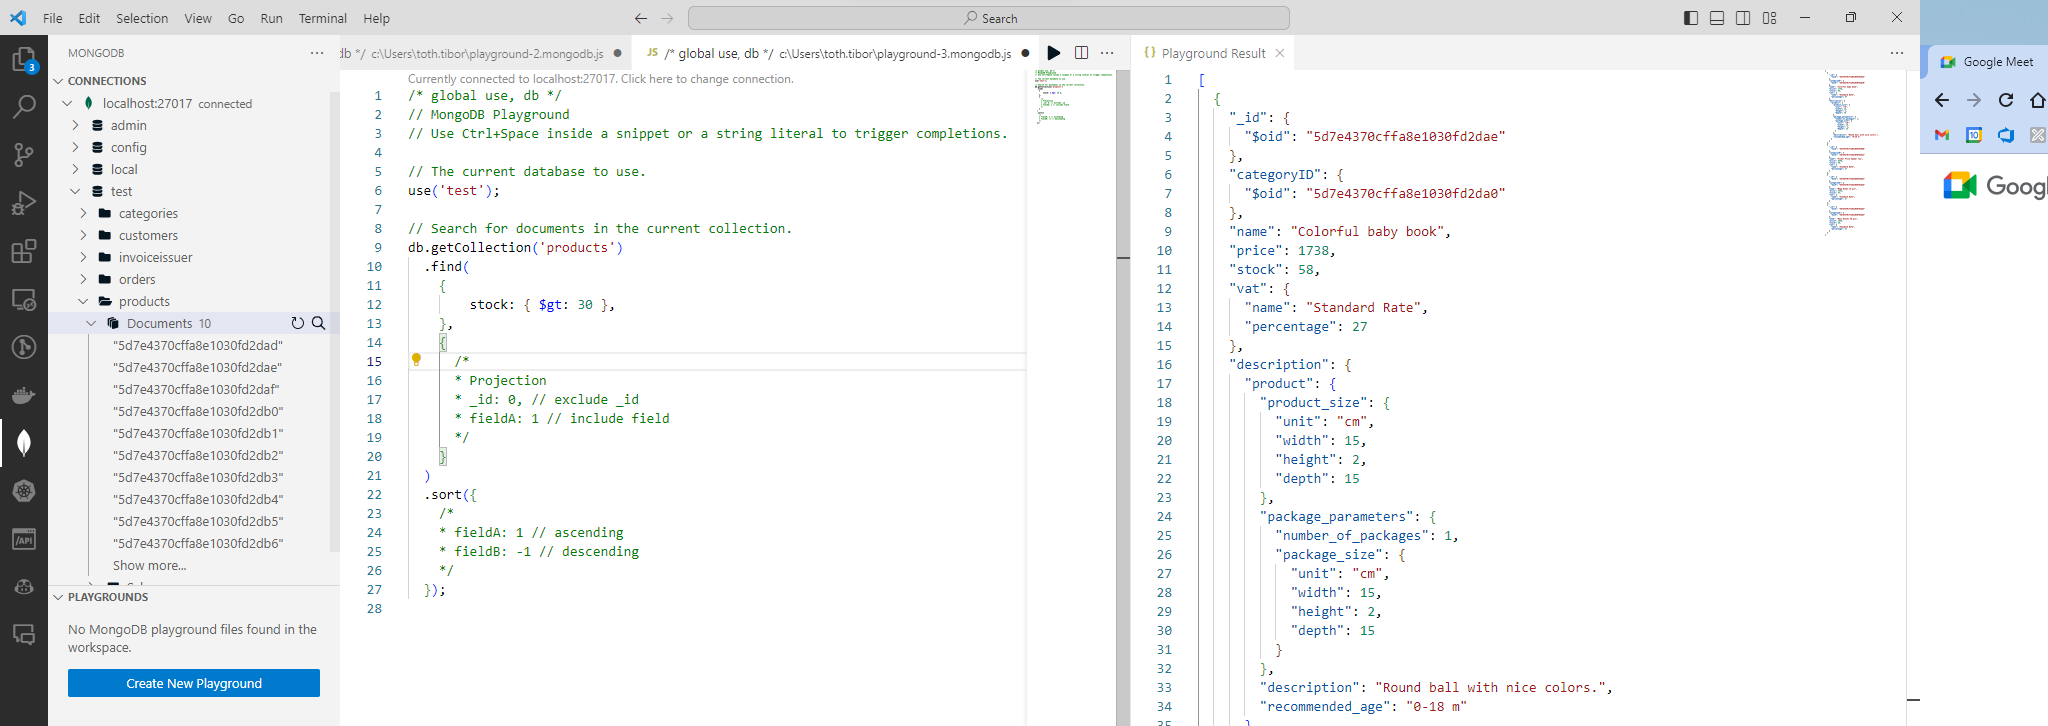 File Edit Selection View Go Run Terminal Help
Search
MONGODB
CONNECTIONS
localhost:27017 connected
admin
config
local
test
categories
customers
invoiceissuer
orders
products
Documents 10
"5d7e4370cffa8e1030fd2dad"
"5d7e4370cffa8e1030fd2dae"
"5d7e4370cffa8e1030fd2daf"
"5d7e4370cffa8e1030fd2db0"
"5d7e4370cffa8e1030fd2db1"
"5d7e4370cffa8e1030fd2db2"
"5d7e4370cffa8e1030fd2db3"
"5d7e4370cffa8e1030fd2db4"
"5d7e4370cffa8e1030fd2db5"
"5d7e4370cffa8e1030fd2db6"
Show more...
PLAYGROUNDS
No MongoDB playground files found in the
workspace.
Create New Playground
3
/API
db */ c:\Users\toth.tibor\playground-2.mongodb.js
JS /* global use, db */ c:\Users\toth.tibor\playground-3.mongodb.js
Currently connected to localhost:27017. Click here to change connection.
1 /* global use, db */
2 // MongoDB Playground
3 // Use Ctrl+Space inside a snippet or a string literal to trigger completions.
4
5 // The current database to use.
6 use('test');
7
8 // Search for documents in the current collection.
9 db.getCollection('products')
10 .find(
11 {
12 stock: { $gt: 30 },
13 },
14 {
15 /*
16 * Projection
17 * _id: 0, // exclude _id
18 * fieldA: 1 // include field
19 */
20 }
21 )
22 .sort({
23 /*
24 * fieldA: 1 // ascending
25 * fieldB: -1 // descending
26 */
27 });
28
{} Playground Result
1 [
2 {
3 "_id": {
4 "$oid": "5d7e4370cffa8e1030fd2dae"
5 },
6 "categoryID": {
7 "$oid": "5d7e4370cffa8e1030fd2da0"
8 },
9 "name": "Colorful baby book",
10 "price": 1738,
11 "stock": 58,
12 "vat": {
13 "name": "Standard Rate",
14 "percentage": 27
15 },
16 "description": {
17 "product": {
18 "product_size": {
19 "unit": "cm",
20 "width": 15,
21 "height": 2,
22 "depth": 15
23 },
24 "package_parameters": {
25 "number_of_packages": 1,
26 "package_size": {
27 "unit": "cm",
28 "width": 15,
29 "height": 2,
30 "depth": 15
31 }
32 },
33 "description": "Round ball with nice colors.",
34 "recommended_age": "0-18 m"
35 }
Google Meet
Googl